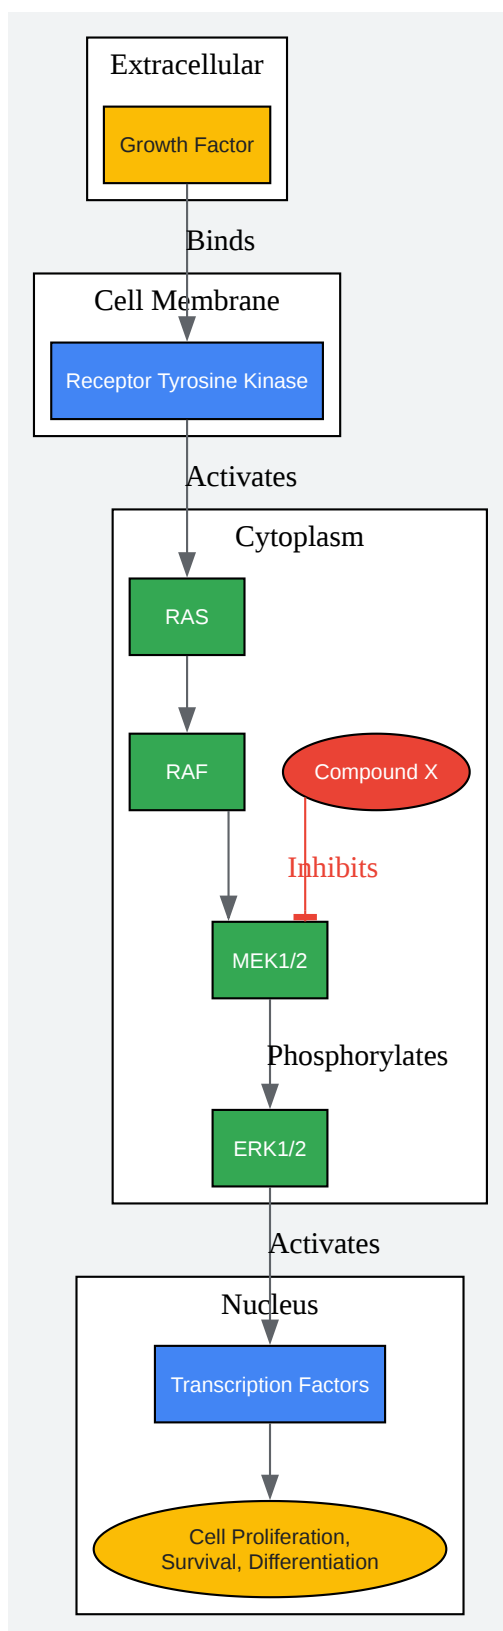 Extracellular
Growth Factor
Binds
Cell Membrane
Receptor Tyrosine Kinase
Activates
Cytoplasm
RAS
RAF
Compound X
Inhibits
MEK1/2
Phosphorylates
ERK1/2
Activates
Nucleus
Transcription Factors
Cell Proliferation,
Survival, Differentiation